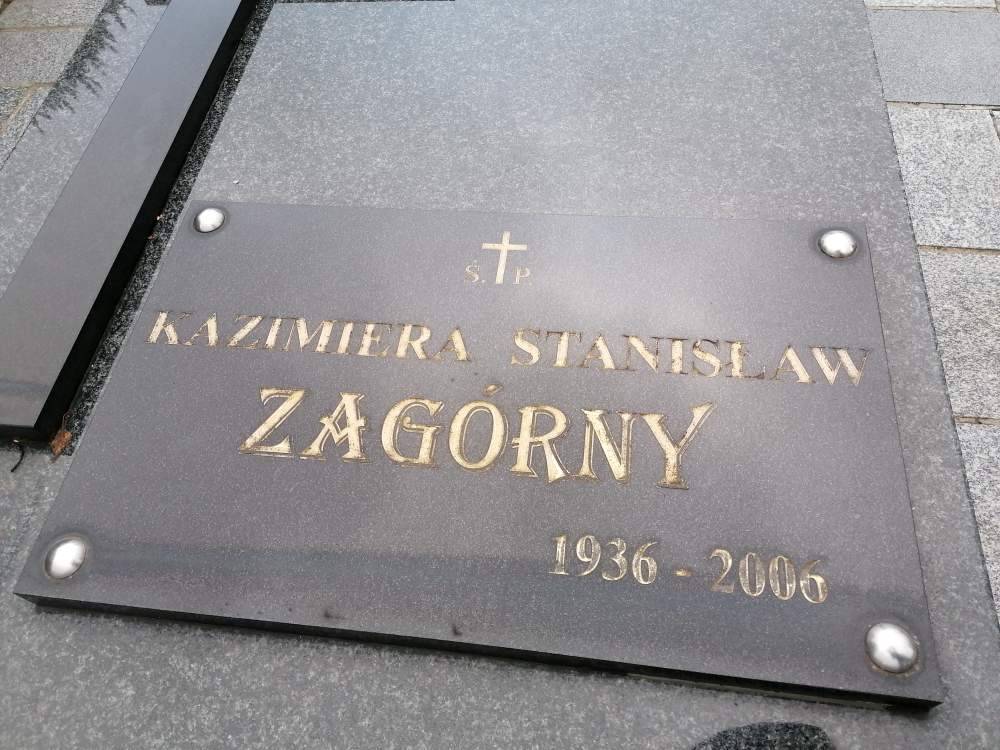 Ś. P
KAZIMIERA STANISŁAW
ZAGÓRNY
1936 - 2006